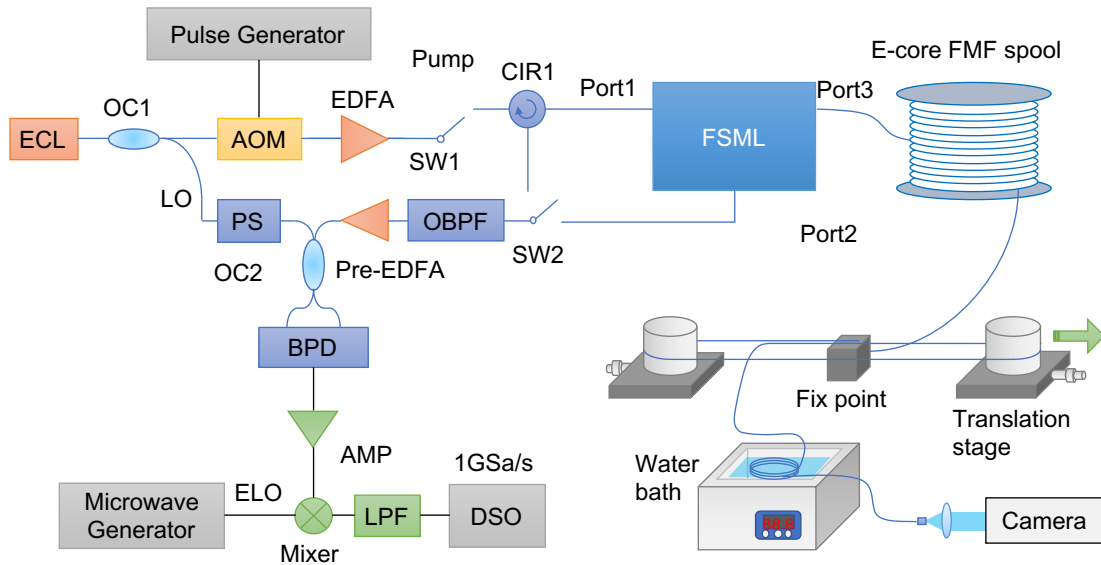 Pulse Generator
E-core FMF spool
Pump
CIR1
OC1
EDFA
Port1
Port3
ECL
AOM
FSML
SW1
LO
PS
OBPF
Port2
OC2
Pre-EDFA
SW2
BPD
Fix point
Translation
stage
AMP
1GSa/s
Water
bath
ELO
Microwave
Generator
LPF
DSO
Camera
Mixer